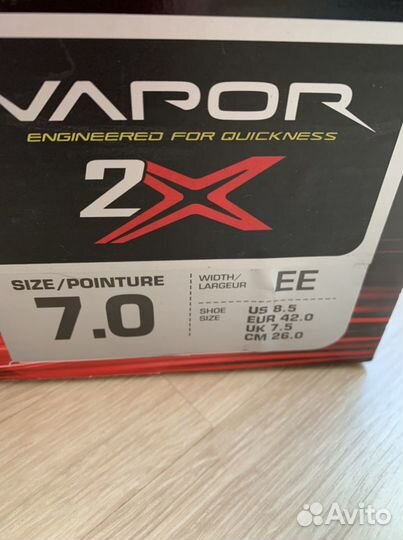 VAPOR
ENGINEERED FOR QUICKNESS
2X
SIZE/POINTURE
7.0
WIDTH/
LARGEUR
EE
SHOE
SIZE
US 8.5
EUR 42.0
UK 7.5
CM 26.0
Avito